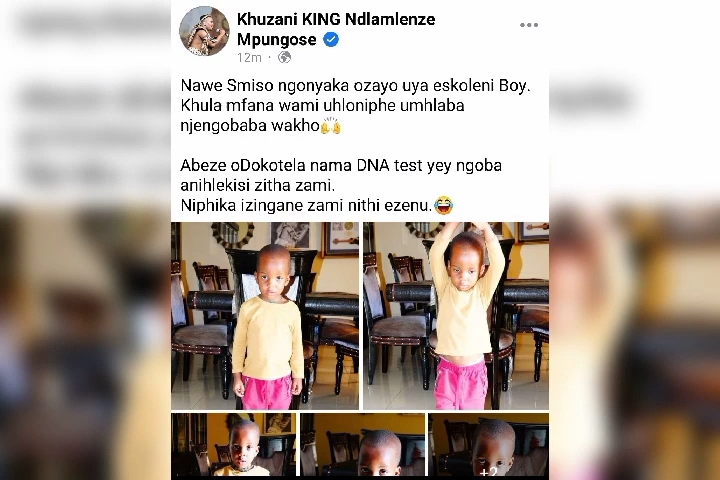 Khuzani KING Ndlamlenze
Mpungose
12m ·
Nawe Smiso ngonyaka ozayo uya eskoleni Boy.
Khula mfana wami uhloniphe umhlaba
njengobaba wakho🙌
Abeze oDokotela nama DNA test yey ngoba
anihlekisi zitha zami.
Niphika izingane zami nithi ezenu.😂
+2